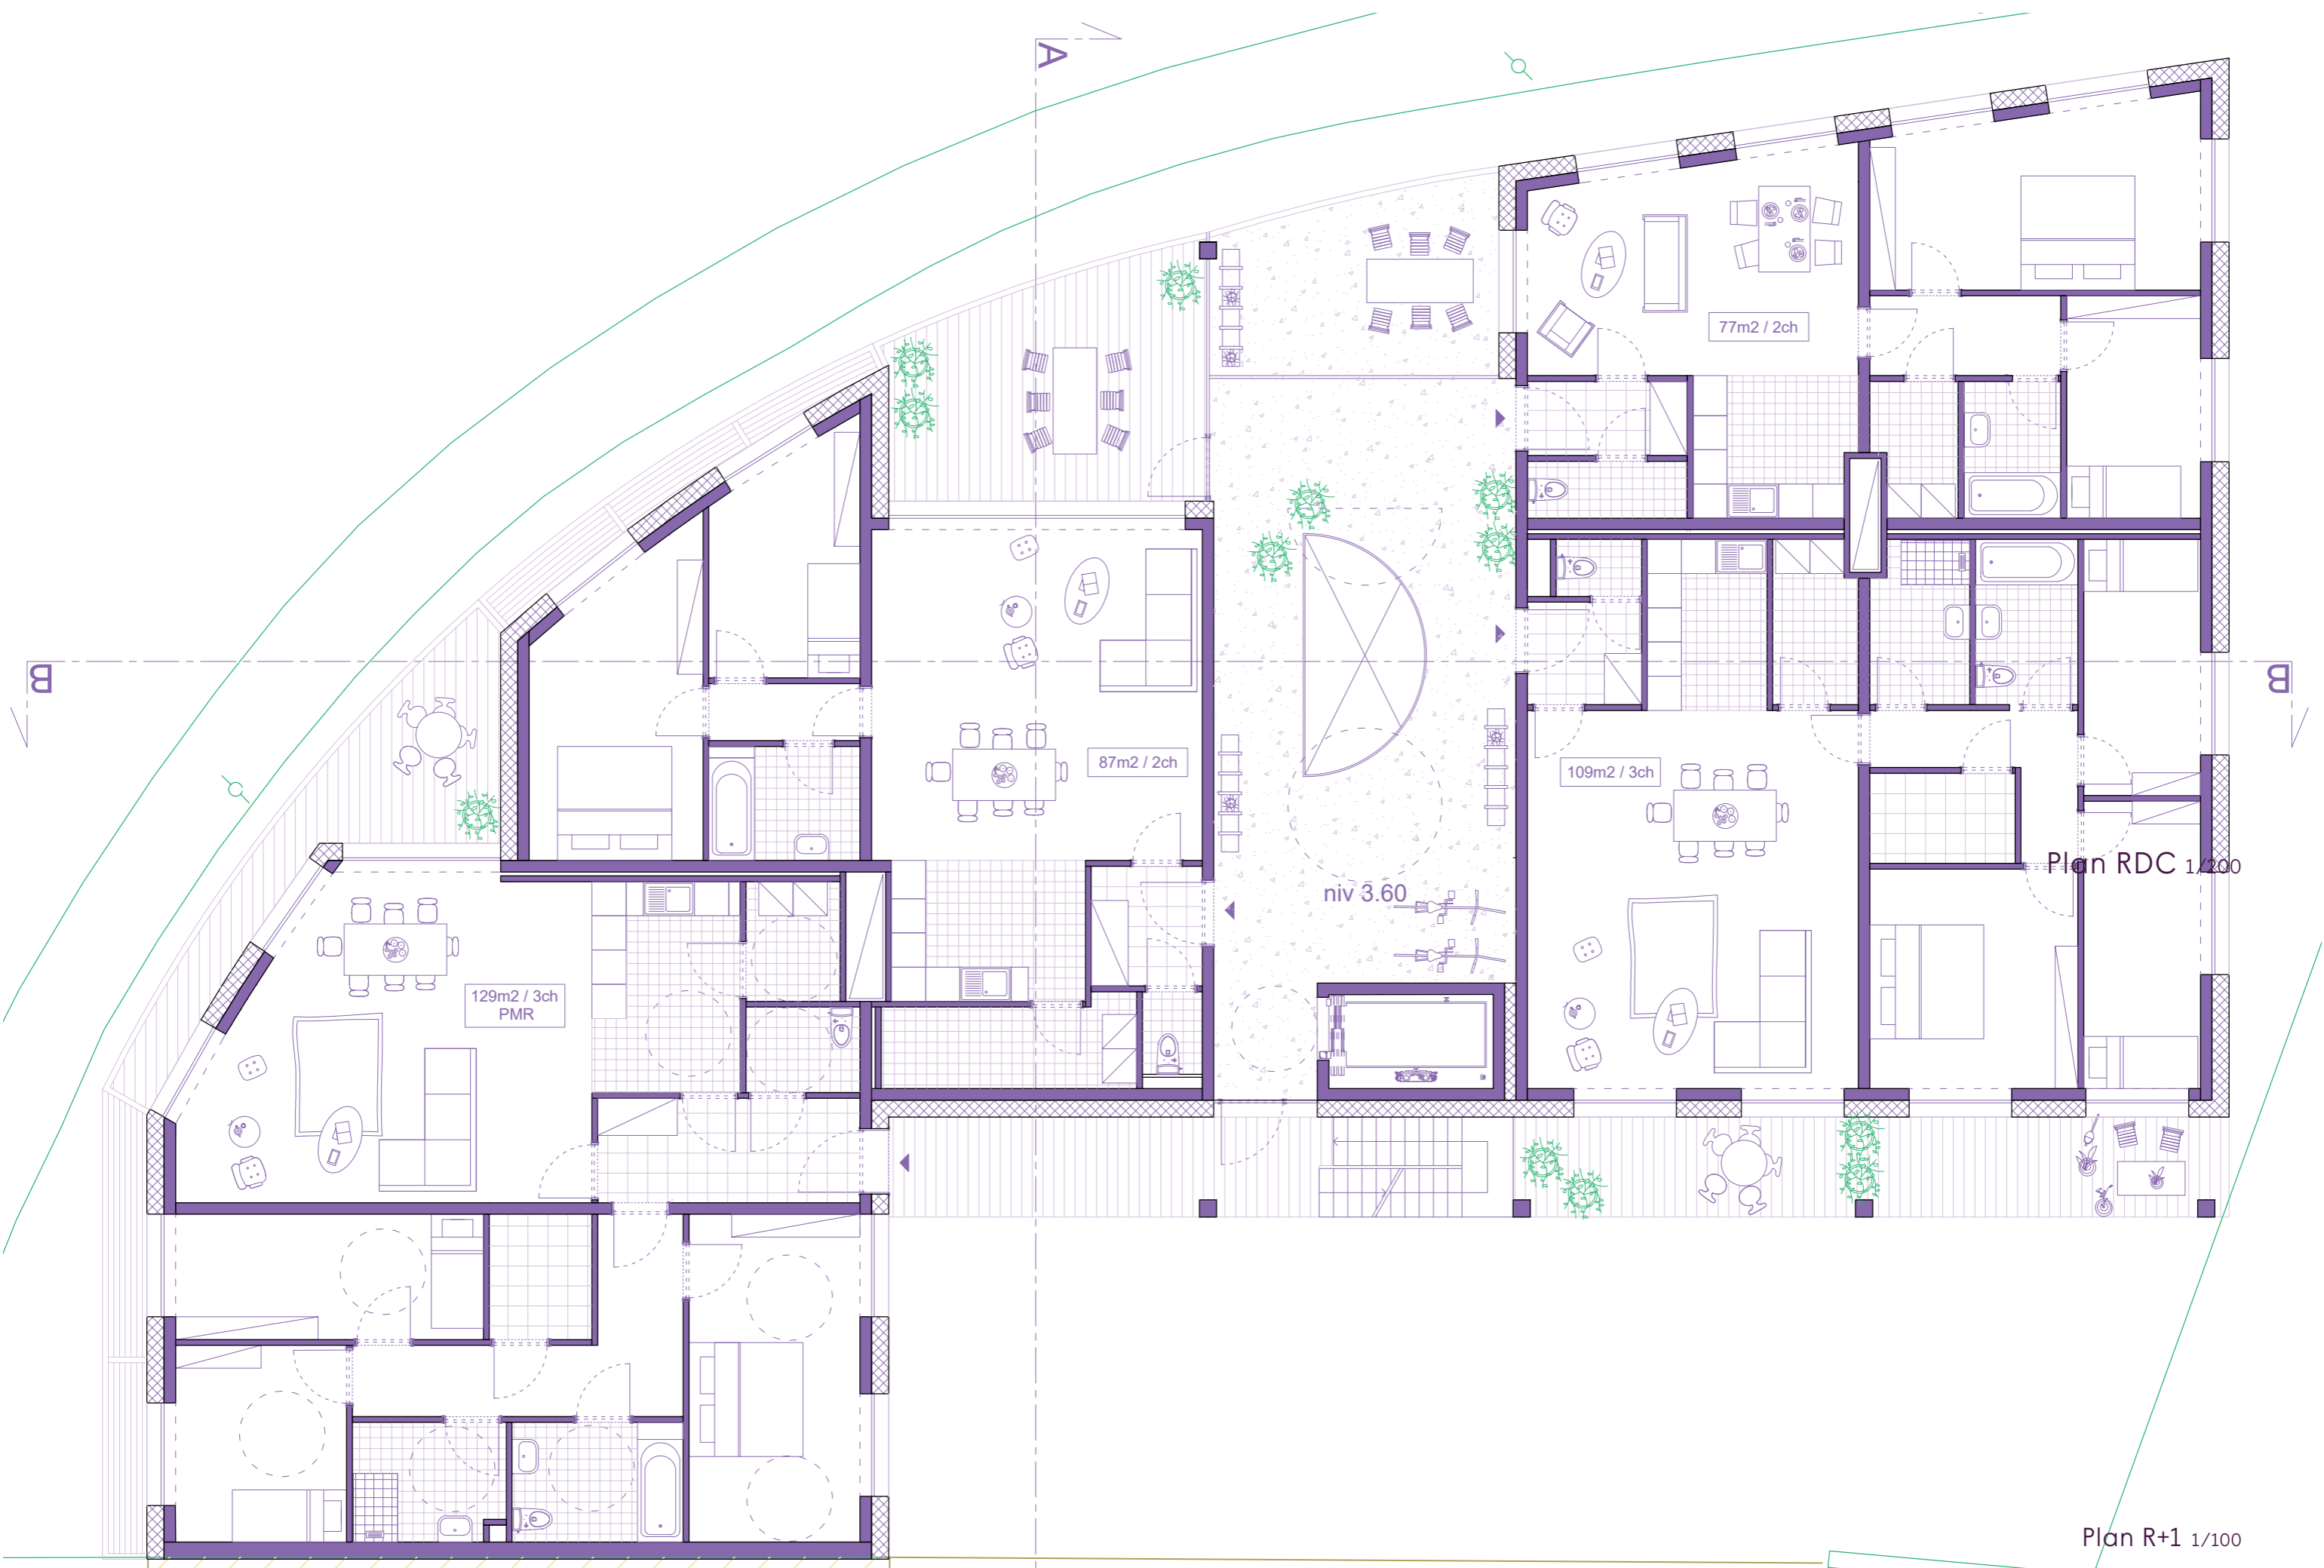 A
77m2 / 2ch
B
B
87m2 / 2ch
109m2 / 3ch
Plan RDC 1/200
niv 3.60
129m2 / 3ch
PMR
Plan R+1 1/100